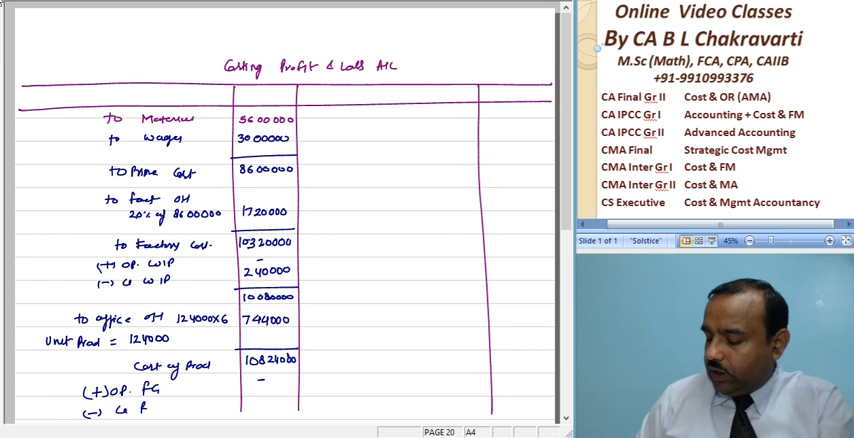 Costing Profit & Loss A/C
To Material 5600000
To Wages 3000000
To Prime Cost 8600000
To fact OH
20% of 8600000 1720000
To Factory Cost. 10320000
(+) OP. WIP -
(-) Cl WIP 240000
10080000
To office OH 124000X6 744000
Unit Prod = 124000
Cost of Prod 10824000
(+) OP. FG -
(-) Cl F
PAGE 20 A4
Online Video Classes
By CA B L Chakravarti
M.Sc(Math), FCA, CPA, CAIIB
+91-9910993376
CA Final Gr II Cost & OR (AMA)
CA IPCC Gr I Accounting + Cost & FM
CA IPCC Gr II Advanced Accounting
CMA Final Strategic Cost Mgmt
CMA Inter Gr I Cost & FM
CMA Inter Gr II Cost & MA
CS Executive Cost & Mgmt Accountancy
Slide 1 of 1 "Solstice" 45%